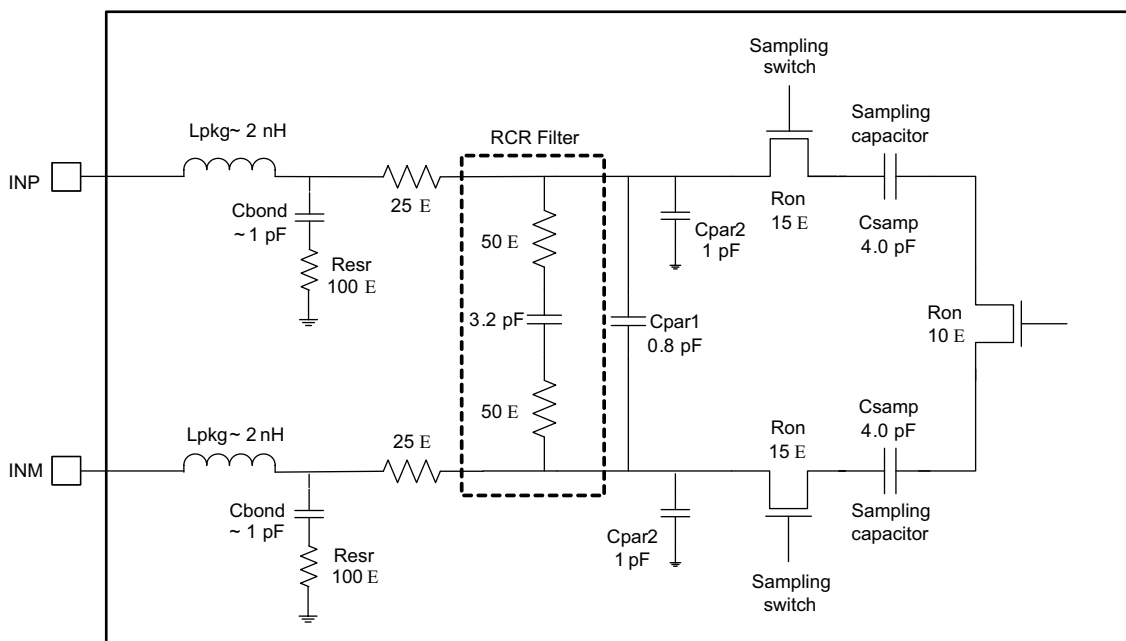 Sampling
switch
Lpkg~ 2 nH
RCR Filter
Sampling
capacitor
INP
25 E
Cbond
~ 1 pF
50 E
Cpar2
1 pF
Ron
15 E
Csamp
4.0 pF
Resr
100 E
3.2 pF
Cpar1
0.8 pF
Ron
10 E
50 E
Lpkg~ 2 nH
25 E
Ron
15 E
Csamp
4.0 pF
INM
Cbond
~ 1 pF
Cpar2
1 pF
Sampling
capacitor
Resr
100 E
Sampling
switch